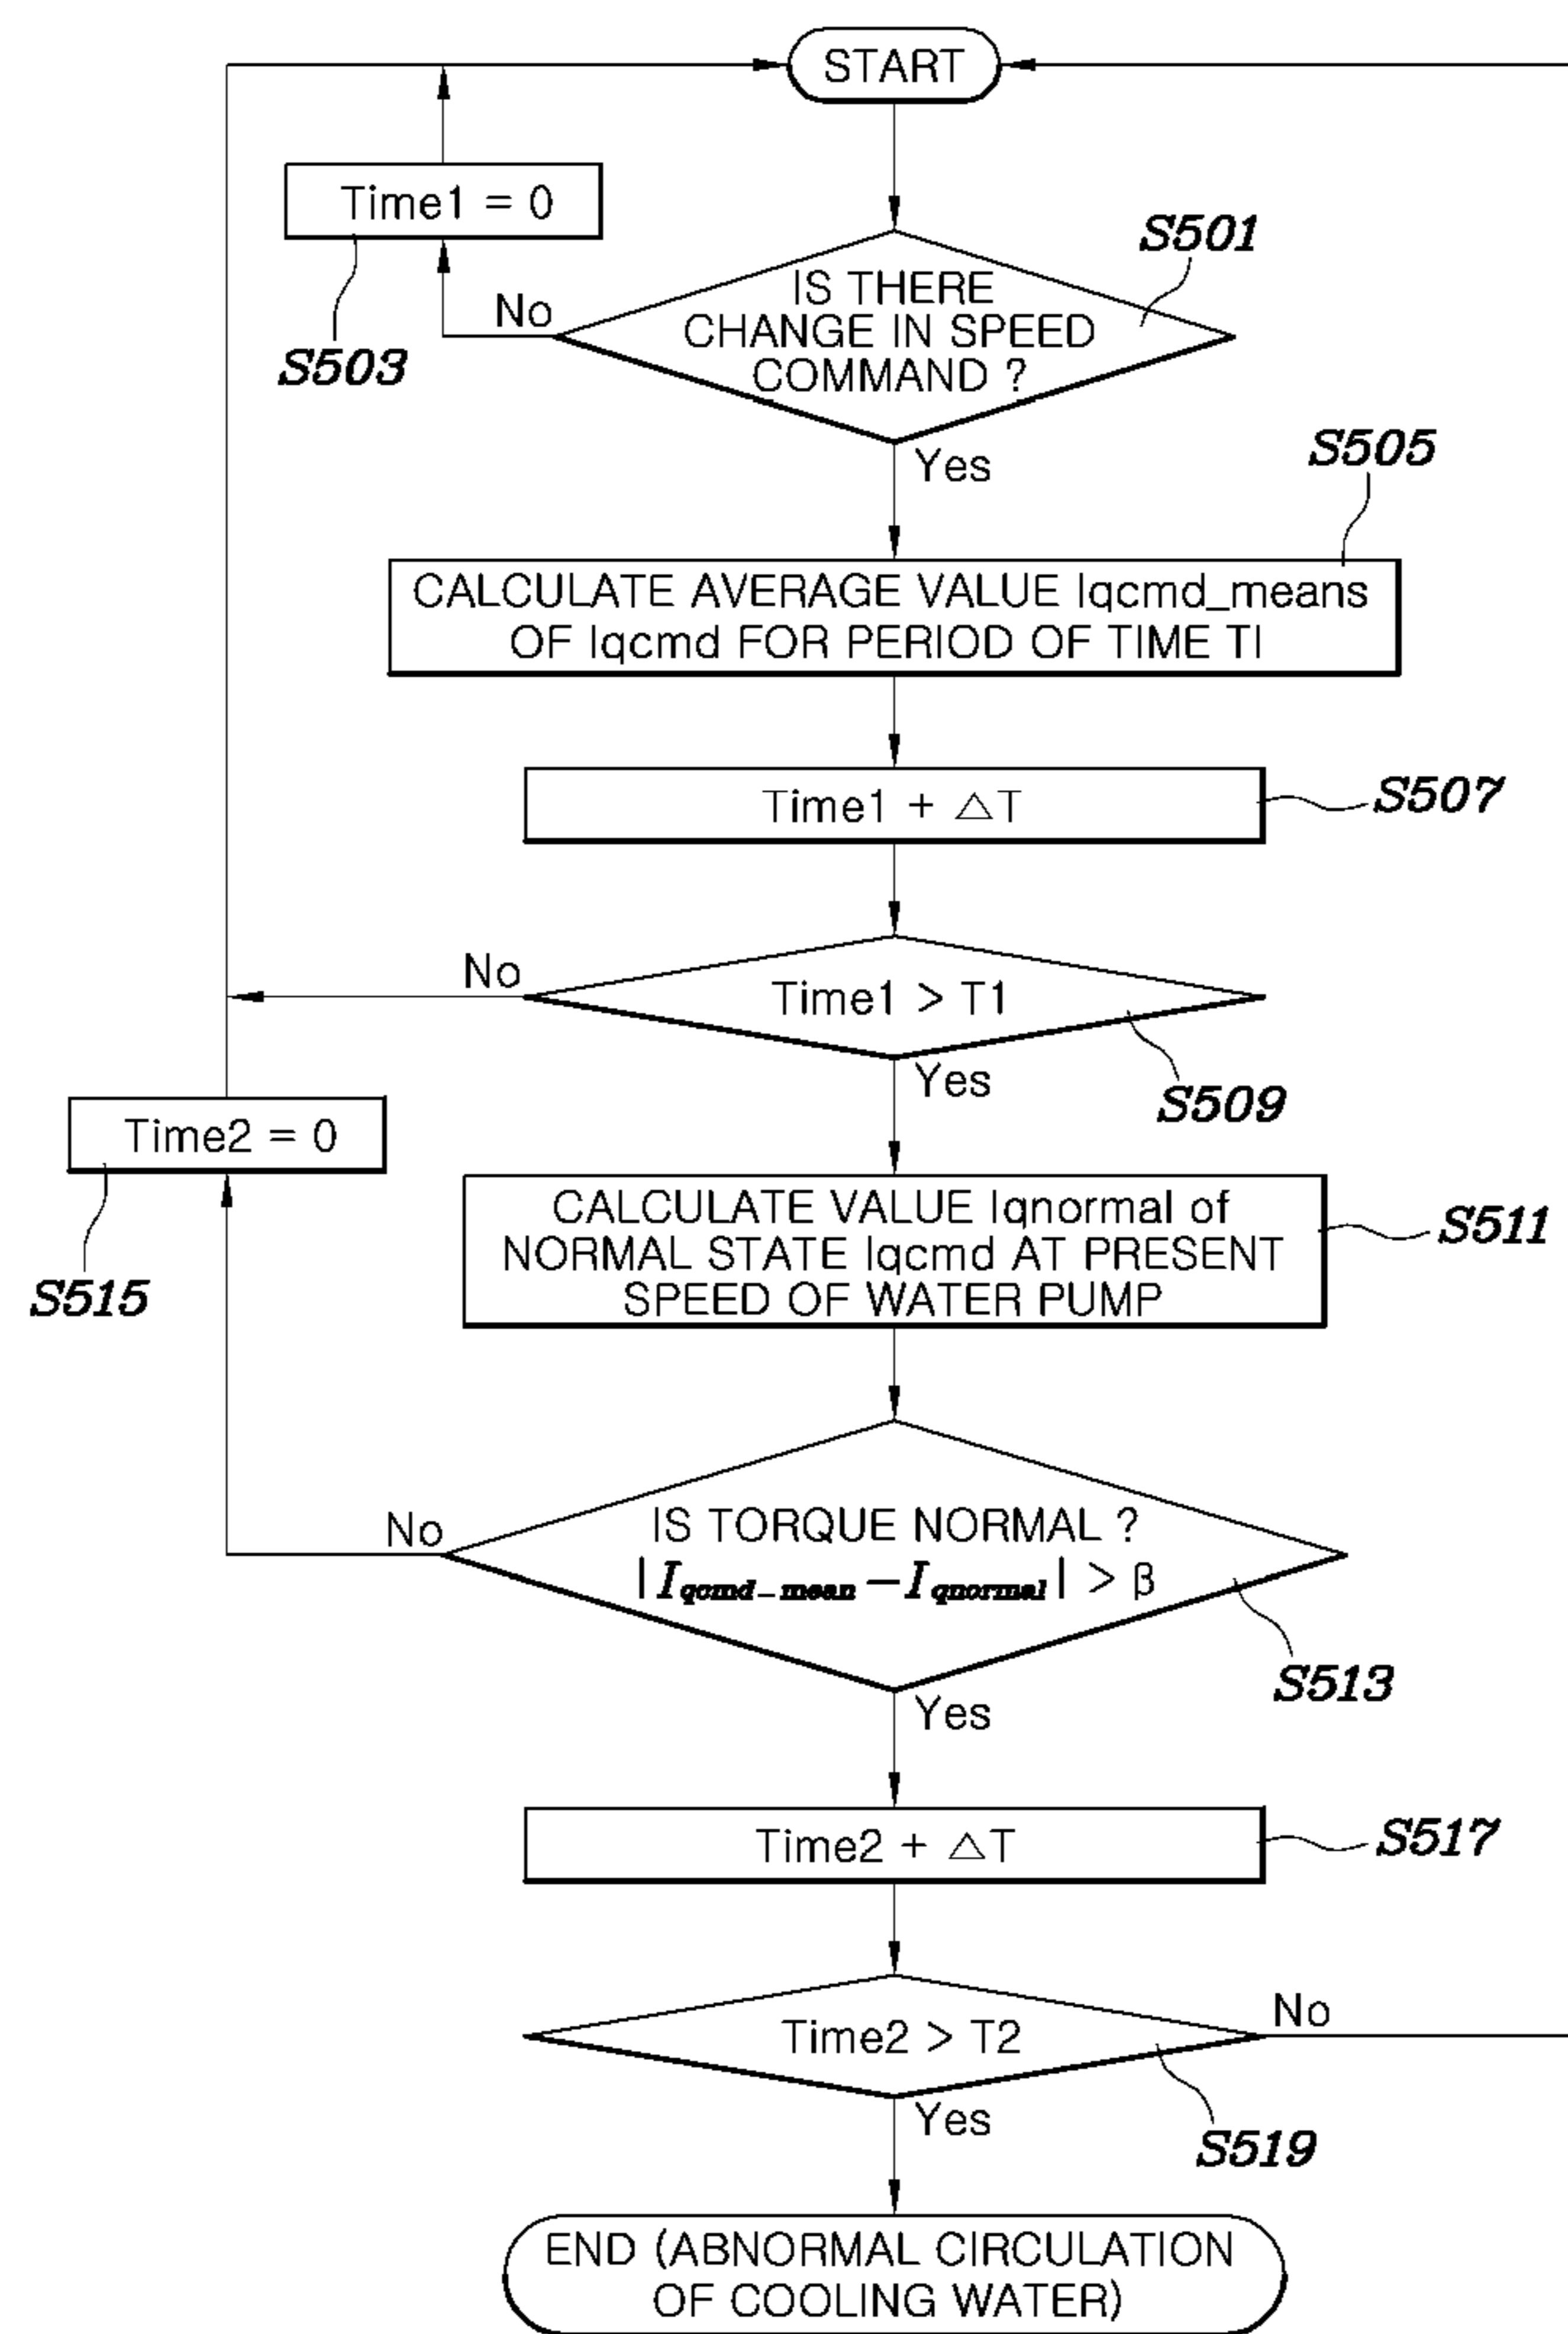 START
Time1 = 0
S503
No
S501
IS THERE
CHANGE IN SPEED
COMMAND ?
Yes
S505
CALCULATE AVERAGE VALUE Iqcmd_means
OF Iqcmd FOR PERIOD OF TIME TI
Time1 + △T
S507
No
Time1 > T1
Yes
S509
Time2 = 0
S515
CALCULATE VALUE Iqnormal of
NORMAL STATE Iqcmd AT PRESENT
SPEED OF WATER PUMP
S511
No
IS TORQUE NORMAL ?
|Iqcmd_mean − Iqnormal| > β
S513
Yes
Time2 + △T
S517
Time2 > T2
No
Yes
S519
END (ABNORMAL CIRCULATION
OF COOLING WATER)